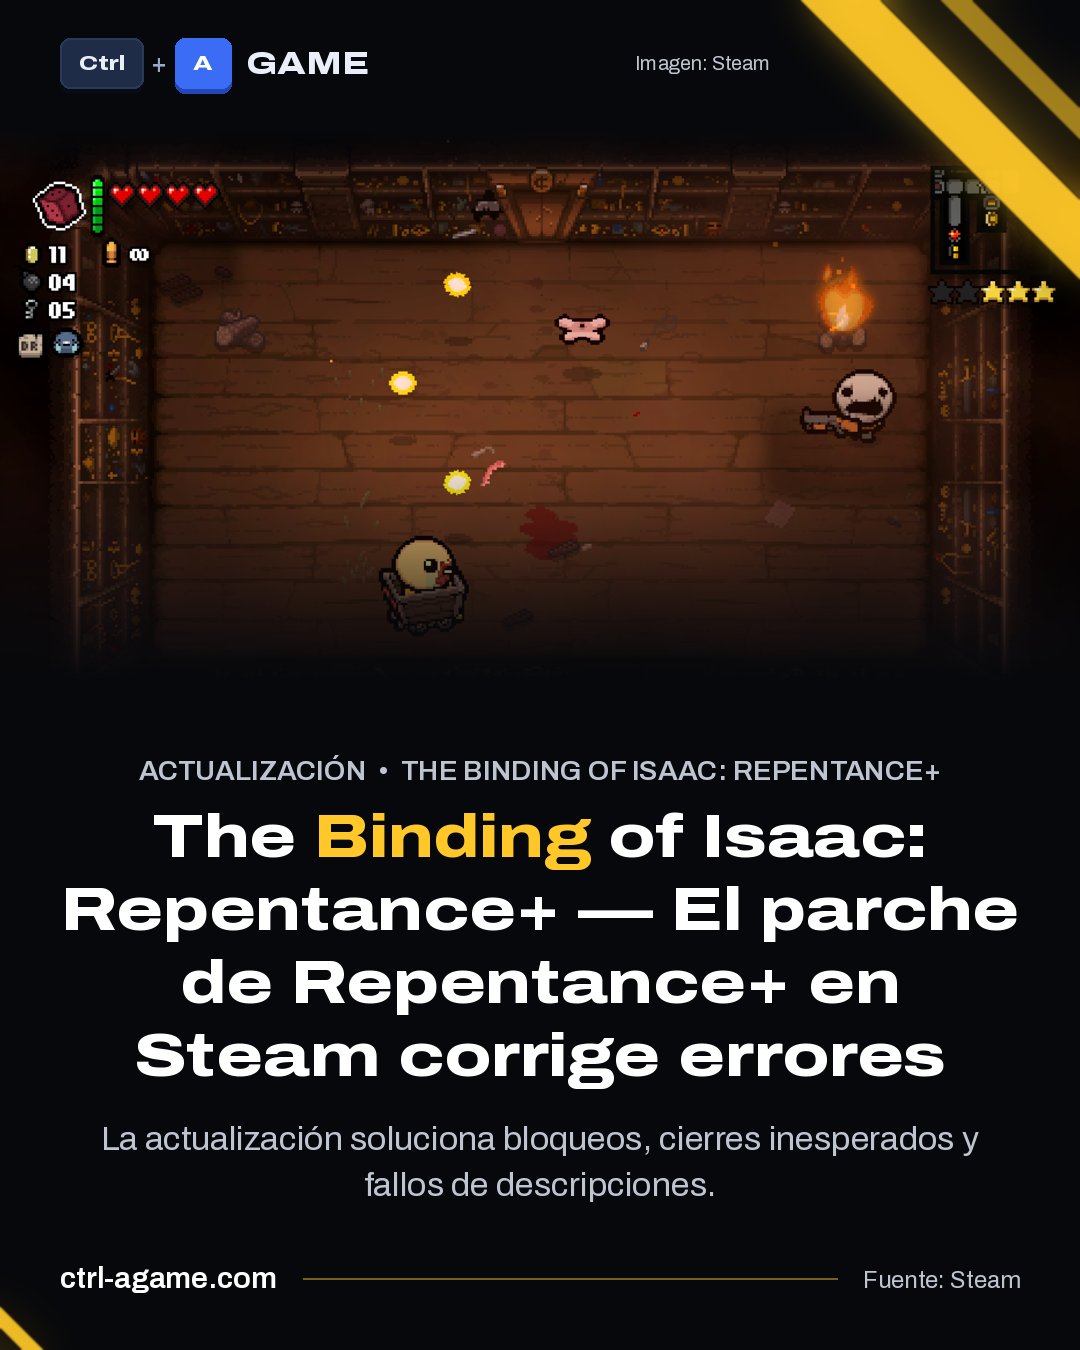 Ctrl + A GAME
Imagen: Steam
11
∞
04
05
DR
ACTUALIZACIÓN • THE BINDING OF ISAAC: REPENTANCE+
The Binding of Isaac:
Repentance+ — El parche
de Repentance+ en
Steam corrige errores
La actualización soluciona bloqueos, cierres inesperados y
fallos de descripciones.
ctrl-agame.com
Fuente: Steam